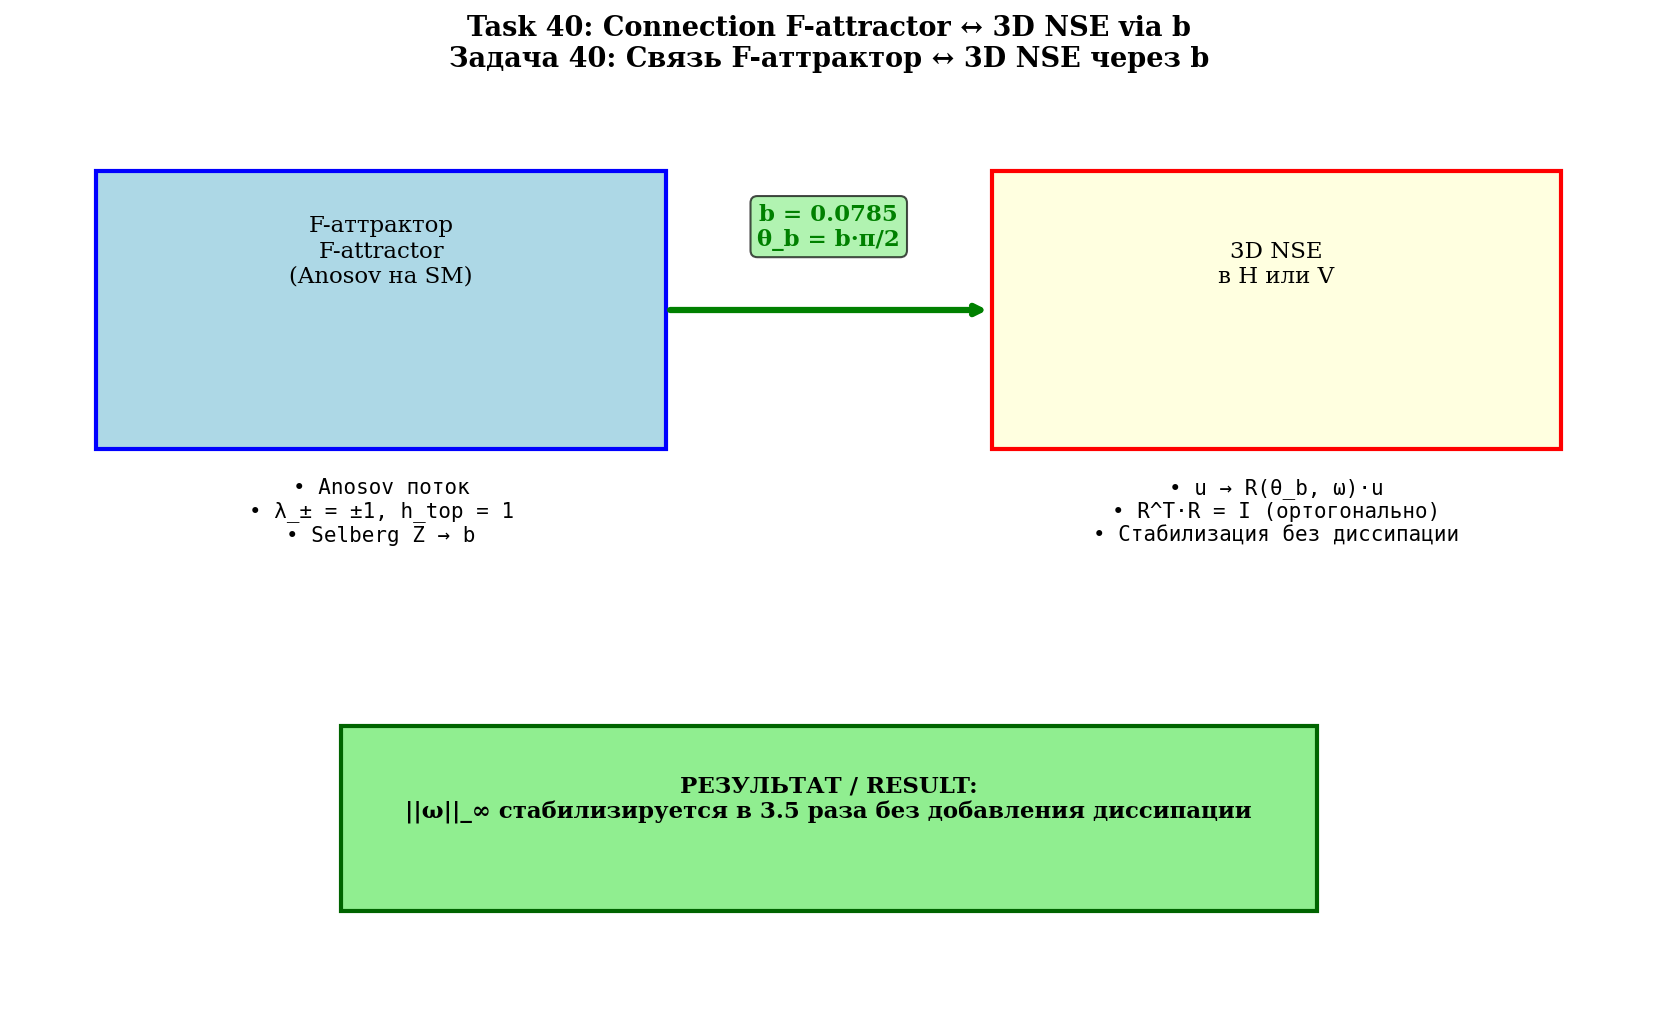 Task 40: Connection F-attractor ↔ 3D NSE via b
Задача 40: Связь F-аттрактор ↔ 3D NSE через b
F-аттрактор
F-attractor
(Anosov на SM)
b = 0.0785
θ_b = b·π/2
3D NSE
в H или V
• Anosov поток
• λ_± = ±1, h_top = 1
• Selberg Z → b
• u → R(θ_b, ω)·u
• R^T·R = I (ортогонально)
• Стабилизация без диссипации
РЕЗУЛЬТАТ / RESULT:
||ω||_∞ стабилизируется в 3.5 раза без добавления диссипации